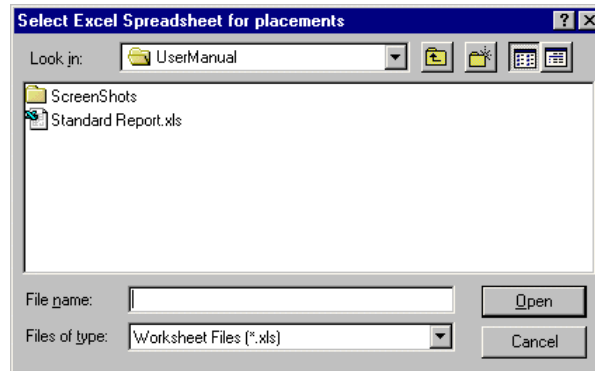 Select Excel Spreadsheet for placements
Look in: UserManual
ScreenShots
Standard Report.xls
File name: Open
Files of type: Worksheet Files (*.xls) Cancel